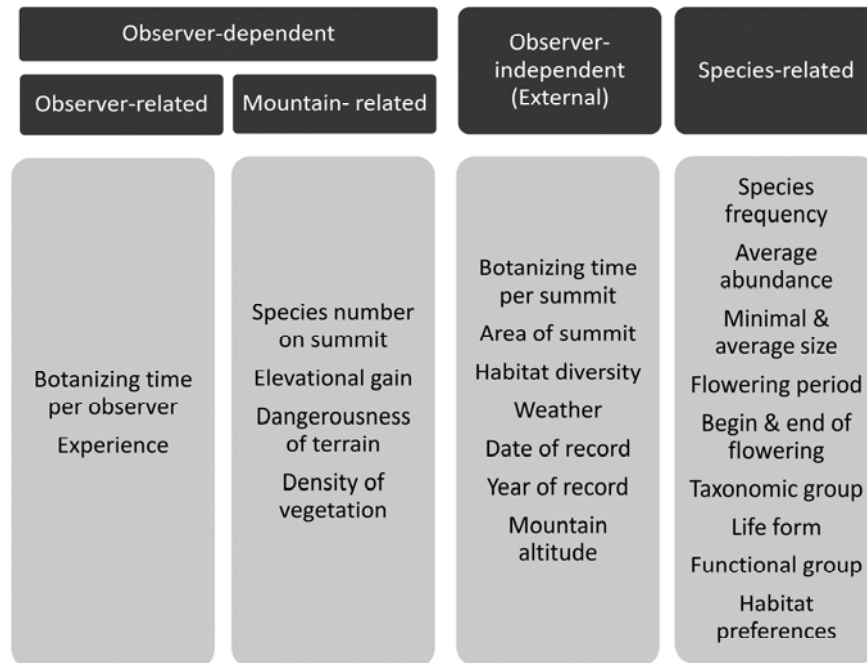 Observer-dependent
Observer-related
Mountain- related
Observer-
independent
(External)
Species-related
Botanizing time
per observer
Experience
Species number
on summit
Elevational gain
Dangerousness
of terrain
Density of
vegetation
Botanizing time
per summit
Area of summit
Habitat diversity
Weather
Date of record
Year of record
Mountain
altitude
Species
frequency
Average
abundance
Minimal &
average size
Flowering period
Begin & end of
flowering
Taxonomic group
Life form
Functional group
Habitat
preferences